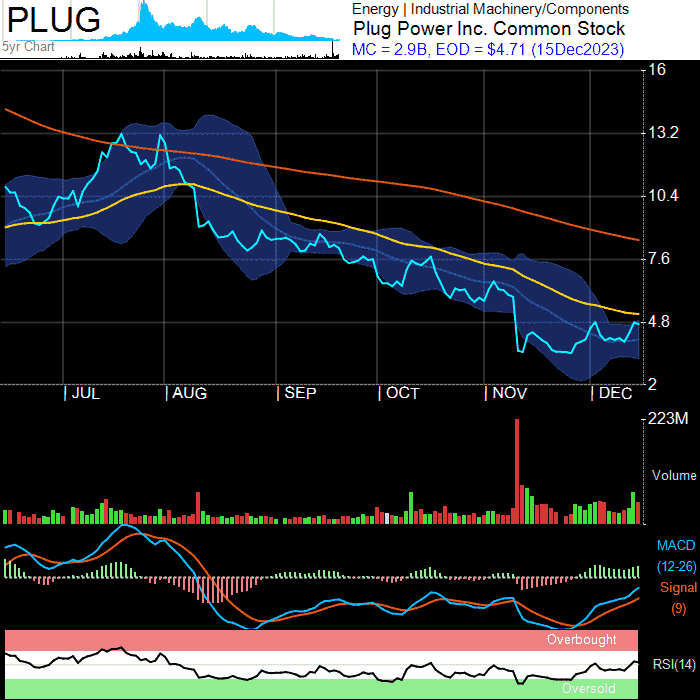 PLUG
5yr Chart
Energy | Industrial Machinery/Components
Plug Power Inc. Common Stock
MC = 2.9B, EOD = $4.71 (15Dec2023)
16
13.2
10.4
7.6
4.8
2
| JUL | AUG | SEP | OCT | NOV | DEC
223M
Volume
MACD
(12-26)
Signal
(9)
Overbought
RSI(14)
Oversold